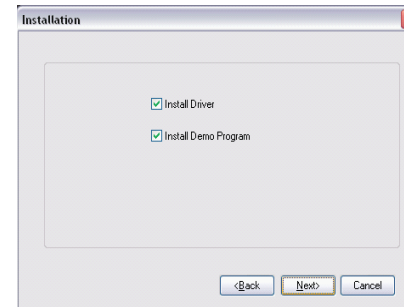 Installation
Install Driver
Install Demo Program
<Back Next> Cancel